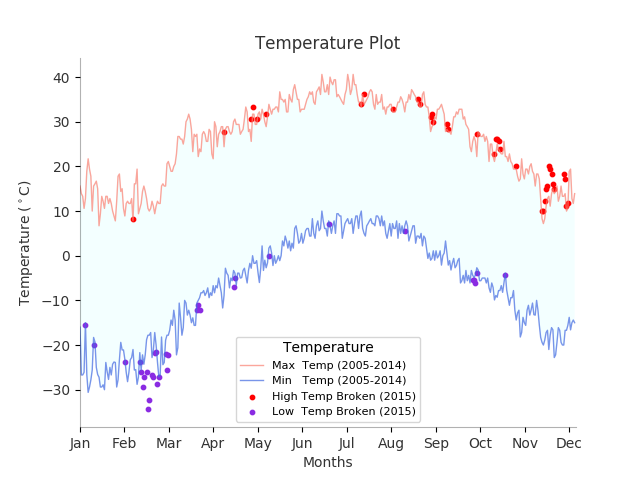 Temperature Plot
Temperature (°C)
40
30
20
10
0
−10
−20
−30
Temperature
Max Temp (2005-2014)
Min Temp (2005-2014)
High Temp Broken (2015)
Low Temp Broken (2015)
Jan Feb Mar Apr May Jun Jul Aug Sep Oct Nov Dec
Months